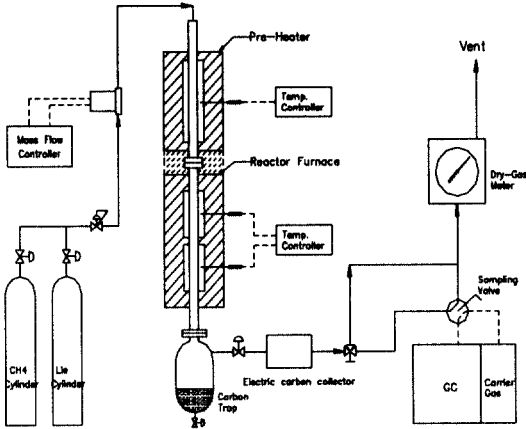 Pre-Heater
Vent
Temp.
Controller
Mass Flow
Controller
Reactor Furnace
Dry-Gas
Meter
Temp.
Controller
Sampling
Valve
CH4
Cylinder
Lie
Cylinder
Electric carbon collector
Carbon
Trap
GC
Carrier
Gas